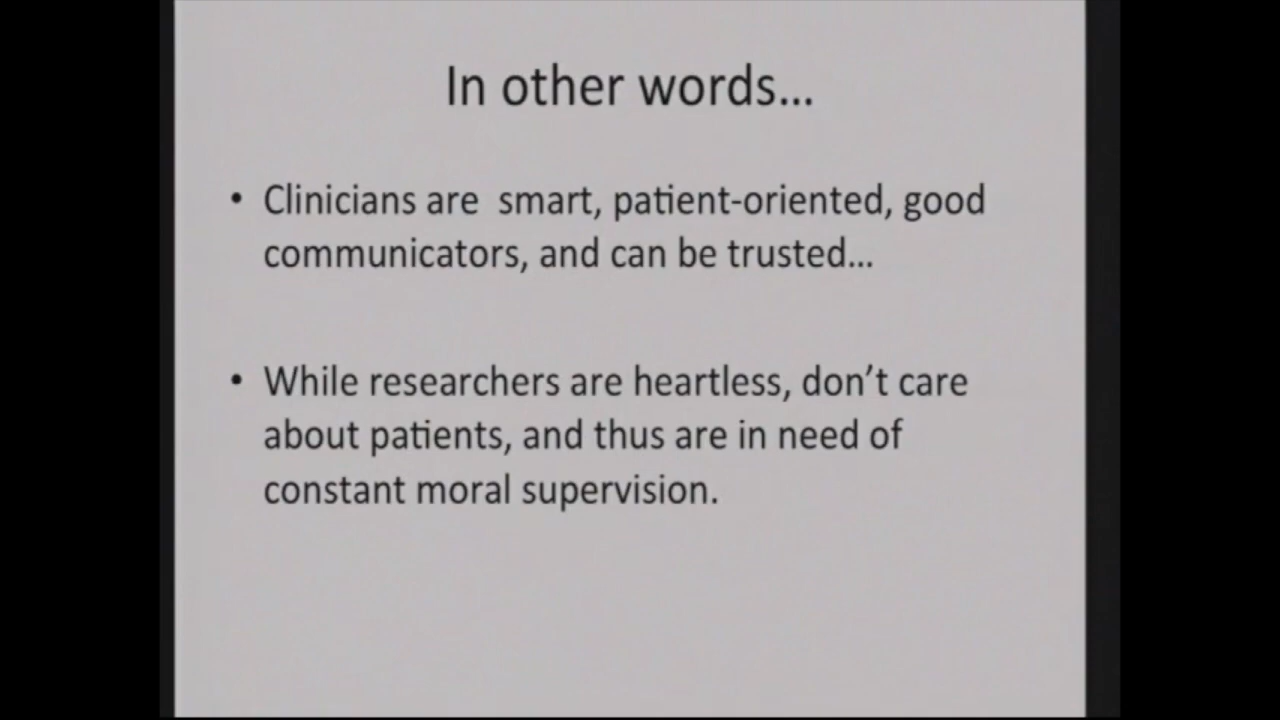 In other words...
• Clinicians are  smart, patient-oriented, good
communicators, and can be trusted...
• While researchers are heartless, don’t care
about patients, and thus are in need of
constant moral supervision.